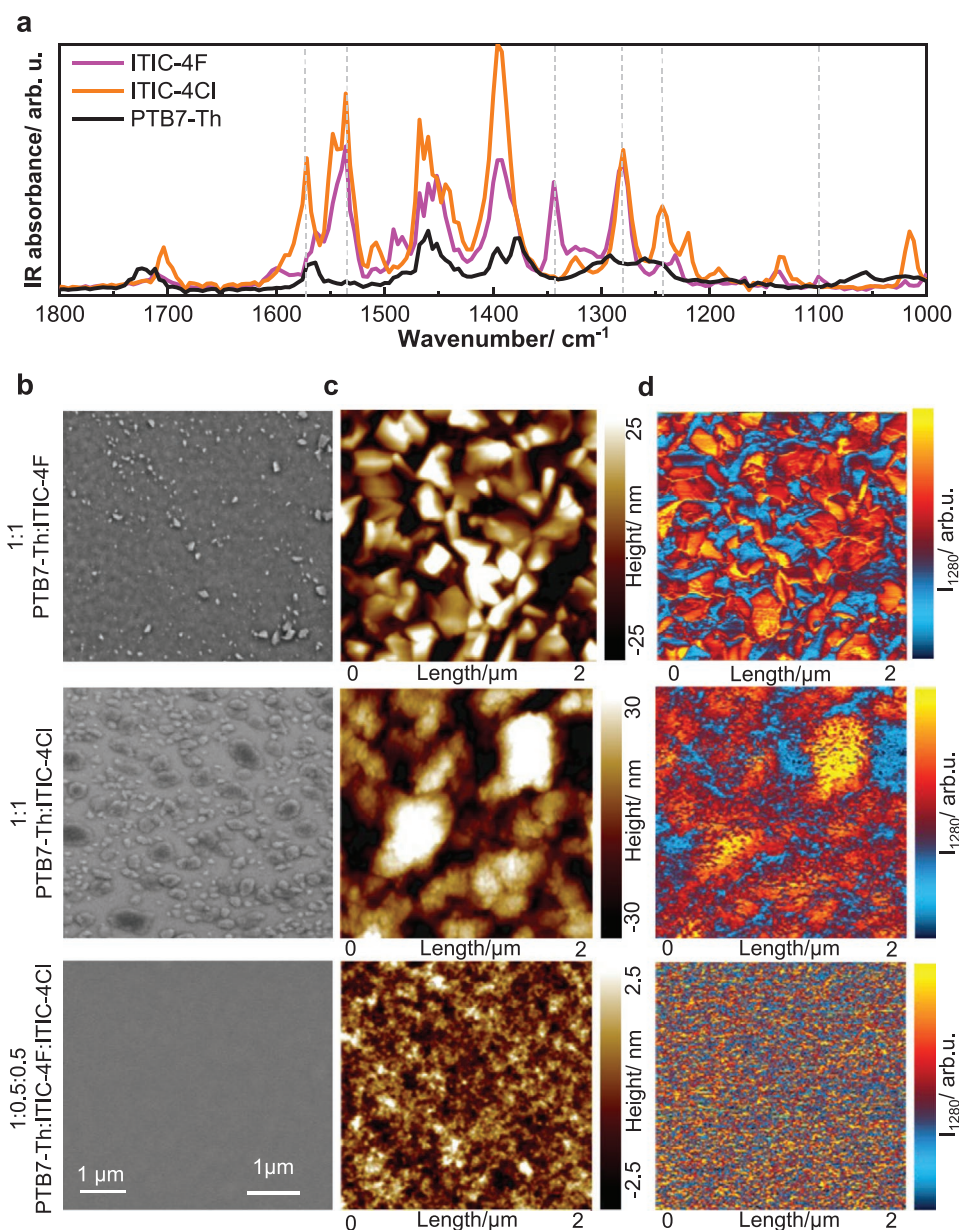 a
ITIC-4F
ITIC-4Cl
PTB7-Th
IR absorbance/ arb. u.
1800 1700 1600 1500 1400 1300 1200 1100 1000
Wavenumber/ cm⁻¹
b c d
1:1
PTB7-Th:ITIC-4F
25
Height/ nm
-25
I₁₂₈₀/ arb.u.
0 Length/µm 2
0 Length/µm 2
1:1
PTB7-Th:ITIC-4Cl
30
Height/ nm
-30
I₁₂₈₀/ arb.u.
0 Length/µm 2
0 Length/µm 2
1:0.5:0.5
PTB7-Th:ITIC-4F:ITIC-4Cl
1 µm
1µm
2.5
Height/ nm
-2.5
I₁₂₈₀/ arb.u.
0 Length/µm 2
0 Length/µm 2